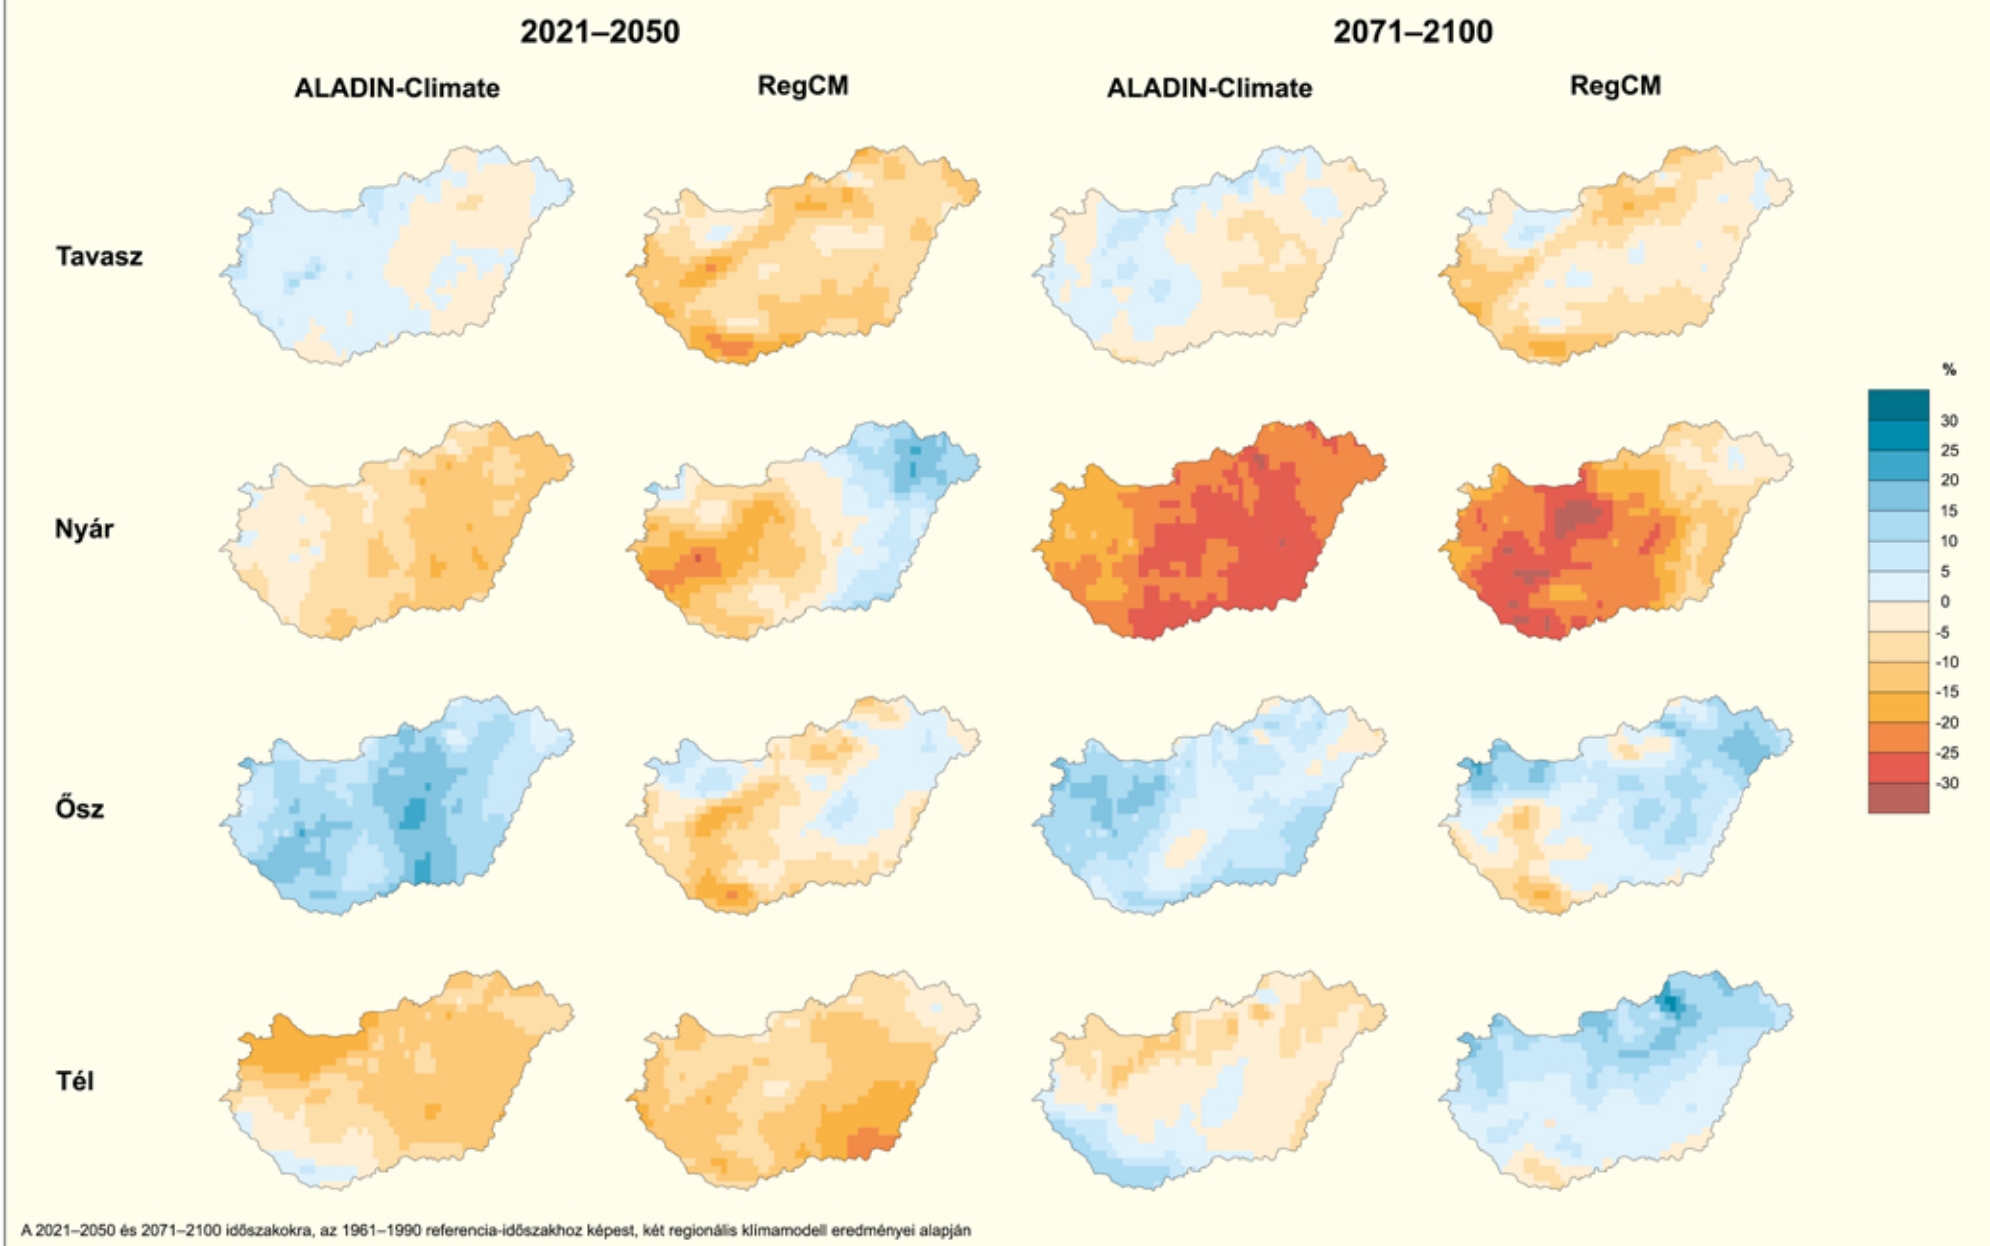 2021–2050
2071–2100
ALADIN-Climate
RegCM
ALADIN-Climate
RegCM
Tavasz
%
30
25
20
15
10
5
0
-5
-10
-15
-20
-25
-30
Nyár
Ősz
Tél
A 2021–2050 és 2071–2100 időszakokra, az 1961–1990 referencia-időszakhoz képest, két regionális klímamodell eredményei alapján